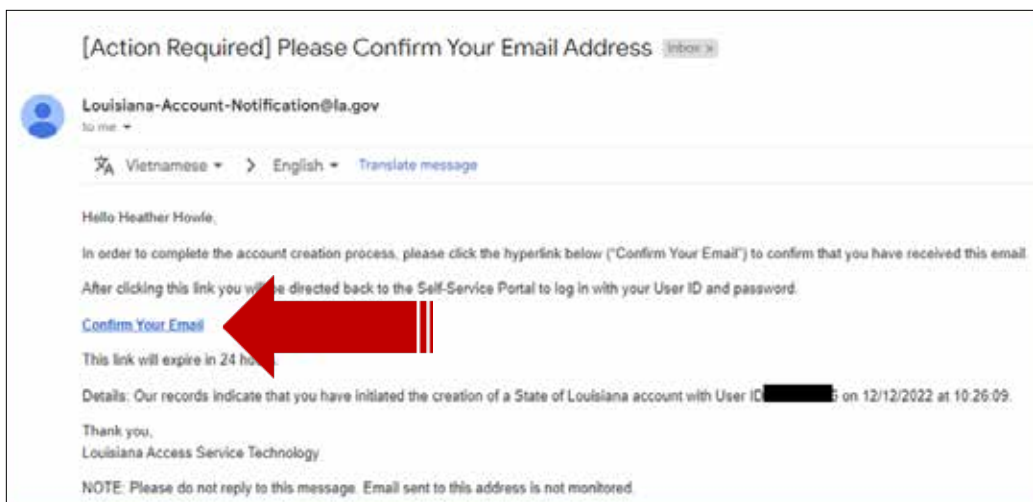 [Action Required] Please Confirm Your Email Address Inbox x
Louisiana-Account-Notification@la.gov
to me
Vietnamese > English Translate message
Hello Heather Howle,
In order to complete the account creation process, please click the hyperlink below ("Confirm Your Email") to confirm that you have received this email
After clicking this link you will be directed back to the Self-Service Portal to log in with your User ID and password.
Confirm Your Email
This link will expire in 24
Details: Our records indicate that you have initiated the creation of a State of Louisiana account with User ID on 12/12/2022 at 10:26:09.
Thank you,
Louisiana Access Service Technology
NOTE: Please do not reply to this message. Email sent to this address is not monitored.